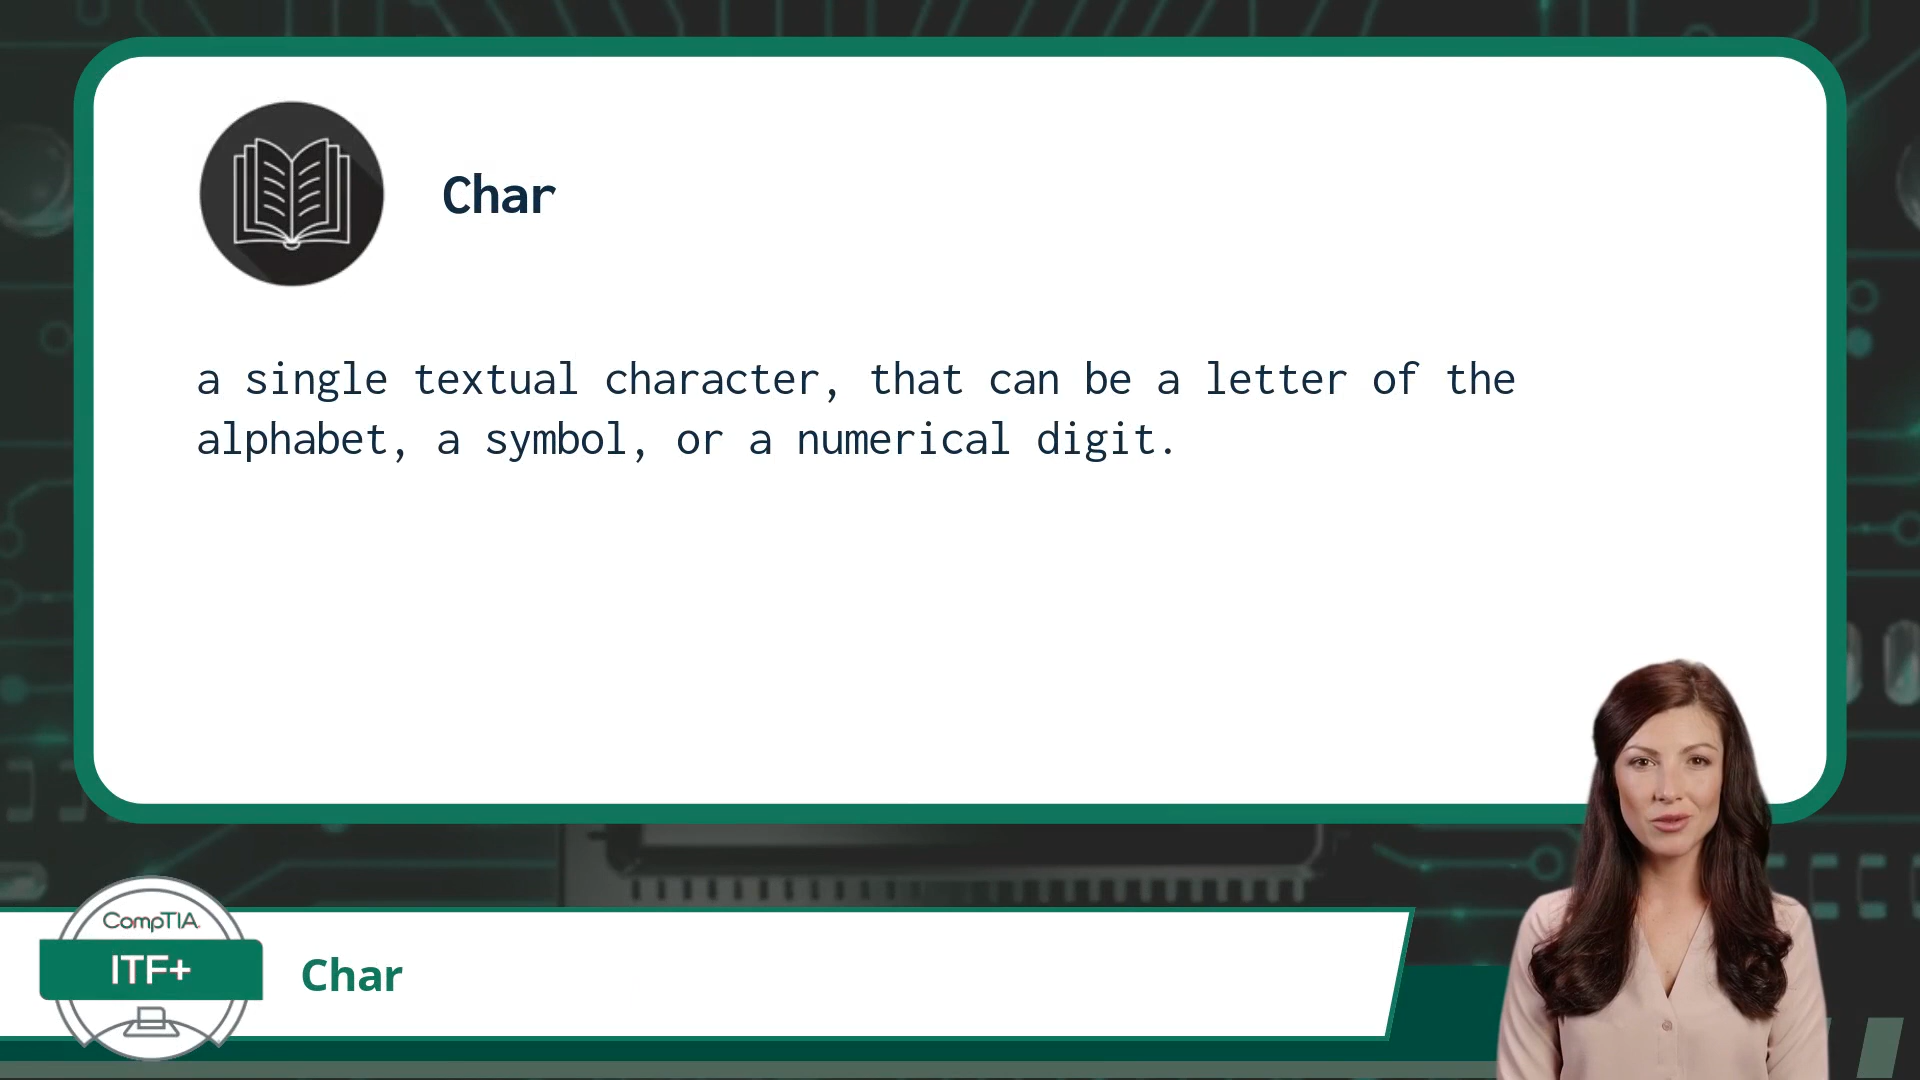 Char
a single textual character, that can be a letter of the
alphabet, a symbol, or a numerical digit.
CompTIA.
ITF+
Char